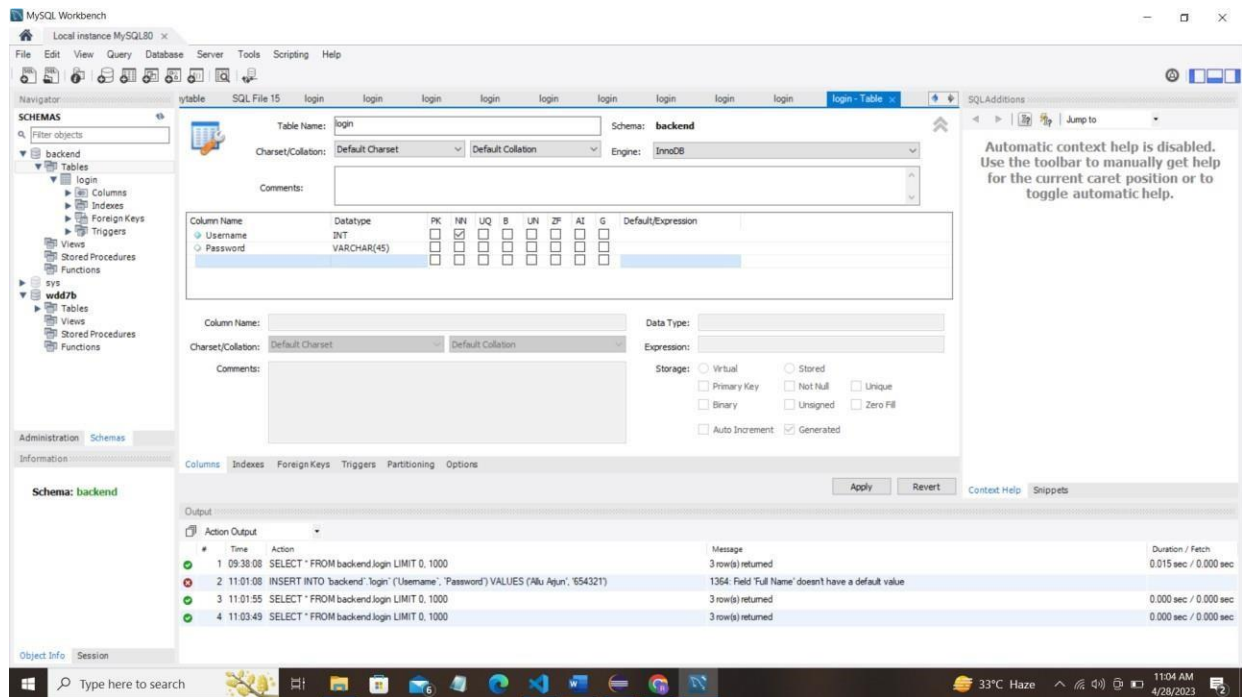 MySQL Workbench
Local instance MySQL80 ×
File Edit View Query Database Server Tools Scripting Help
Navigator
SCHEMAS
Filter objects
backend
Tables
login
Columns
Indexes
Foreign Keys
Triggers
Views
Stored Procedures
Functions
sys
wdd7b
Tables
Views
Stored Procedures
Functions
Administration Schemas
Information
Schema: backend
Object Info Session
mytable SQL File 15 login login login login login login login login login login - Table ×
Table Name: login Schema: backend
Charset/Collation: Default Charset Default Collation Engine: InnoDB
Comments:
Column Name Datatype PK NN UQ B UN ZF AI G Default/Expression
Username INT
Password VARCHAR(45)
Column Name: Data Type:
Charset/Collation: Default Charset Default Collation Expression:
Comments: Storage: Virtual Stored
Primary Key Not Null Unique
Binary Unsigned Zero Fill
Auto Increment Generated
Columns Indexes Foreign Keys Triggers Partitioning Options
Apply Revert
SQLAdditions
Jump to
Automatic context help is disabled.
Use the toolbar to manually get help
for the current caret position or to
toggle automatic help.
Context Help Snippets
Output
Action Output
# Time Action Message Duration / Fetch
1 09:38:08 SELECT * FROM backend.login LIMIT 0, 1000 3 row(s) returned 0.015 sec / 0.000 sec
2 11:01:08 INSERT INTO `backend`.`login` (`Username`, `Password`) VALUES ('Allu Arjun', '654321') 1364: Field 'Full Name' doesn't have a default value
3 11:01:55 SELECT * FROM backend.login LIMIT 0, 1000 3 row(s) returned 0.000 sec / 0.000 sec
4 11:03:49 SELECT * FROM backend.login LIMIT 0, 1000 3 row(s) returned 0.000 sec / 0.000 sec
Type here to search
33°C Haze
11:04 AM
4/28/2023